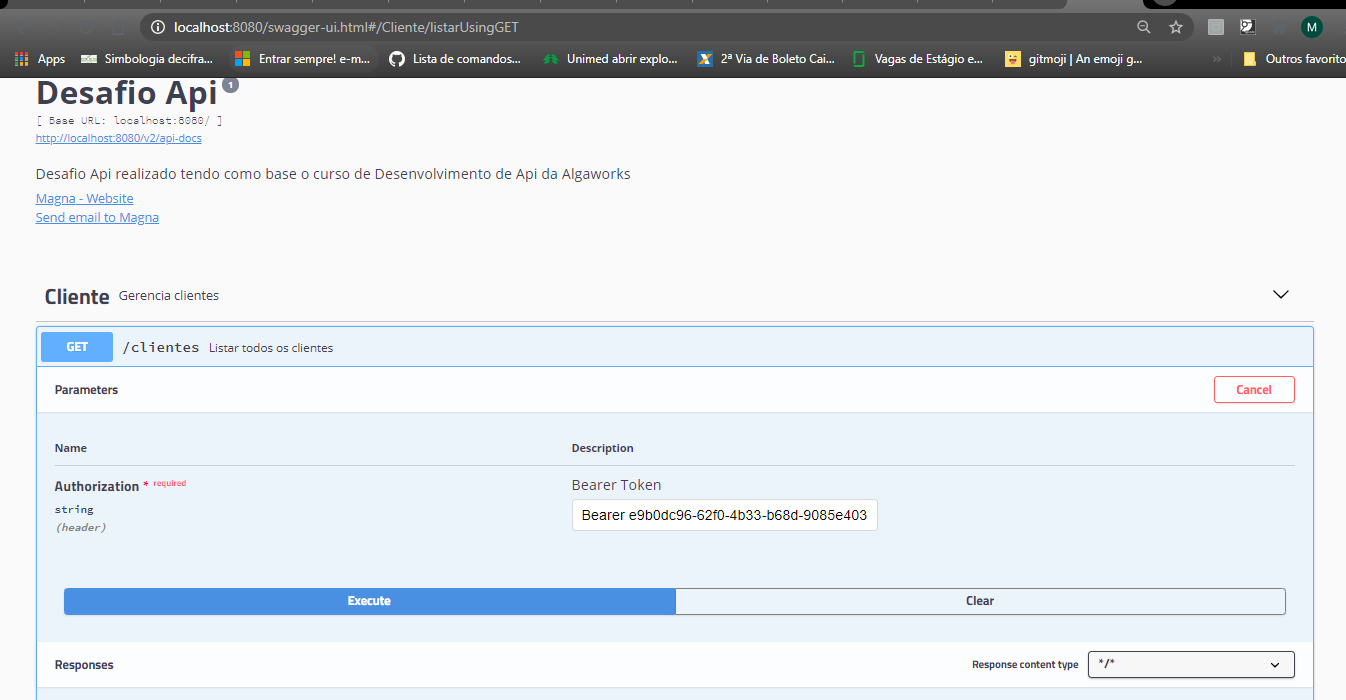 localhost:8080/swagger-ui.html#/Cliente/listarUsingGET
M
Apps Simbologia decifra... Entrar sempre! e-m... Lista de comandos... Unimed abrir explo... 2ª Via de Boleto Cai... Vagas de Estágio e... gitmoji | An emoji g... » Outros favorito
Desafio Api 1
[ Base URL: localhost:8080/ ]
http://localhost:8080/v2/api-docs
Desafio Api realizado tendo como base o curso de Desenvolvimento de Api da Algaworks
Magna - Website
Send email to Magna
Cliente Gerencia clientes
GET /clientes Listar todos os clientes
Parameters Cancel
Name Description
Authorization * required Bearer Token
string Bearer e9b0dc96-62f0-4b33-b68d-9085e403
(header)
Execute Clear
Responses Response content type */*